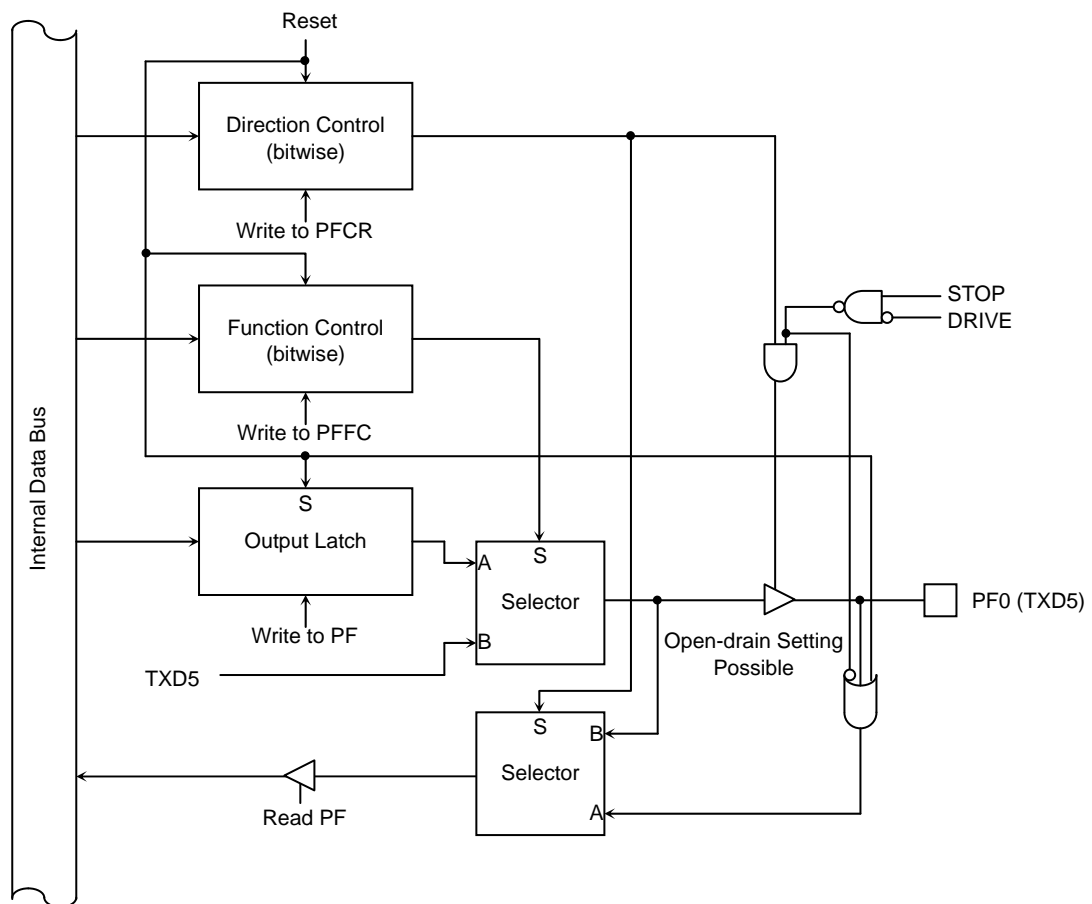 Reset
Direction Control
(bitwise)
Write to PFCR
STOP
DRIVE
Function Control
(bitwise)
Write to PFFC
Internal Data Bus
S
Output Latch
A
S
Selector
B
Write to PF
TXD5
PF0 (TXD5)
Open-drain Setting
Possible
S
B
Selector
A
Read PF